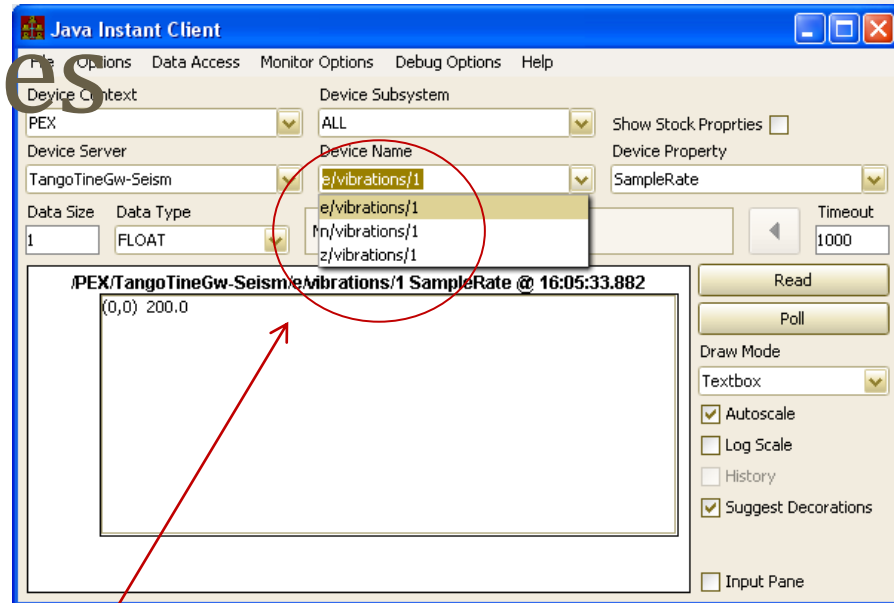 Java Instant Client
es
File Options Data Access Monitor Options Debug Options Help
Device Context Device Subsystem
PEX ALL Show Stock Proprties
Device Server Device Name Device Property
TangoTineGw-Seism e/vibrations/1 SampleRate
e/vibrations/1
n/vibrations/1
z/vibrations/1
Data Size Data Type Timeout
1 FLOAT 1000
/PEX/TangoTineGw-Seism/e/vibrations/1 SampleRate @ 16:05:33.882
(0,0) 200.0
Read
Poll
Draw Mode
Textbox
Autoscale
Log Scale
History
Suggest Decorations
Input Pane